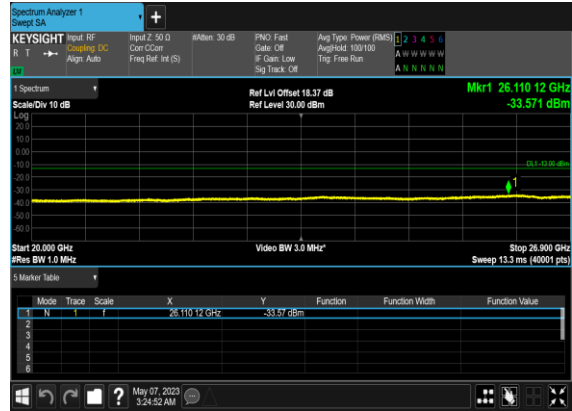 Spectrum Analyzer 1
Swept SA
+
KEYSIGHT Input: RF Input Z: 50 Ω #Atten: 30 dB PNO: Fast Avg Type: Power (RMS) 1 2 3 4 5 6
R T Coupling: DC Corr CCorr Gate: Off Avg|Hold: 100/100 A W W W W W
Align: Auto Freq Ref: Int (S) IF Gain: Low Trig: Free Run
Sig Track: Off A N N N N N
1 Spectrum Ref Lvl Offset 18.37 dB Mkr1 26.110 12 GHz
Scale/Div 10 dB Ref Level 30.00 dBm -33.571 dBm
Log
20.0
10.0
0.00
-10.0 DL1 -13.00 dBm
-20.0
-30.0 1
-40.0
-50.0
-60.0
Start 20.000 GHz Video BW 3.0 MHz* Stop 26.900 GHz
#Res BW 1.0 MHz Sweep 13.3 ms (40001 pts)
5 Marker Table
Mode Trace Scale X Y Function Function Width Function Value
1 N 1 f 26.110 12 GHz -33.57 dBm
2
3
4
5
6
? May 07, 2023
3:24:52 AM